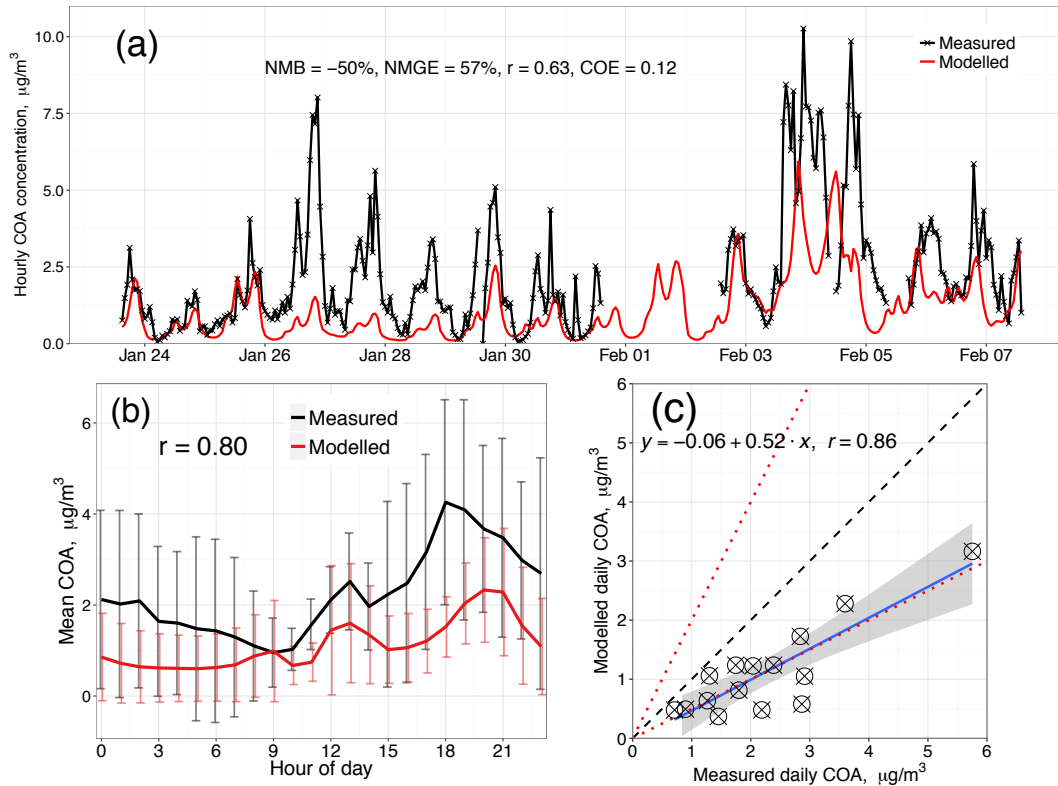 (a)
NMB = −50%, NMGE = 57%, r = 0.63, COE = 0.12
Measured
Modelled
Hourly COA concentration, μg/m³
10.0
7.5
5.0
2.5
0.0
Jan 24 Jan 26 Jan 28 Jan 30 Feb 01 Feb 03 Feb 05 Feb 07
(b)
r = 0.80
Measured
Modelled
Mean COA, μg/m³
6
4
2
0
0 3 6 9 12 15 18 21
Hour of day
(c)
y = −0.06 + 0.52 · x, r = 0.86
Modelled daily COA, μg/m³
6
5
4
3
2
1
0
0 1 2 3 4 5 6
Measured daily COA, μg/m³